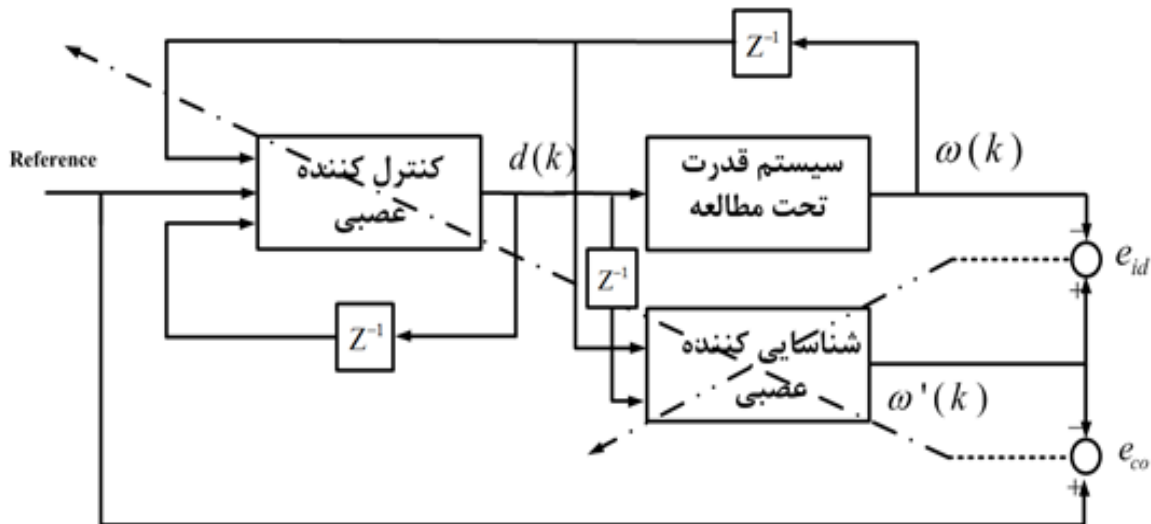 Z⁻¹
Reference
کنترل کننده
عصبی
d(k)
سیستم قدرت
تحت مطالعه
ω(k)
−
e_id
+
Z⁻¹
Z⁻¹
شناسایی کننده
عصبی
ω'(k)
−
e_co
+